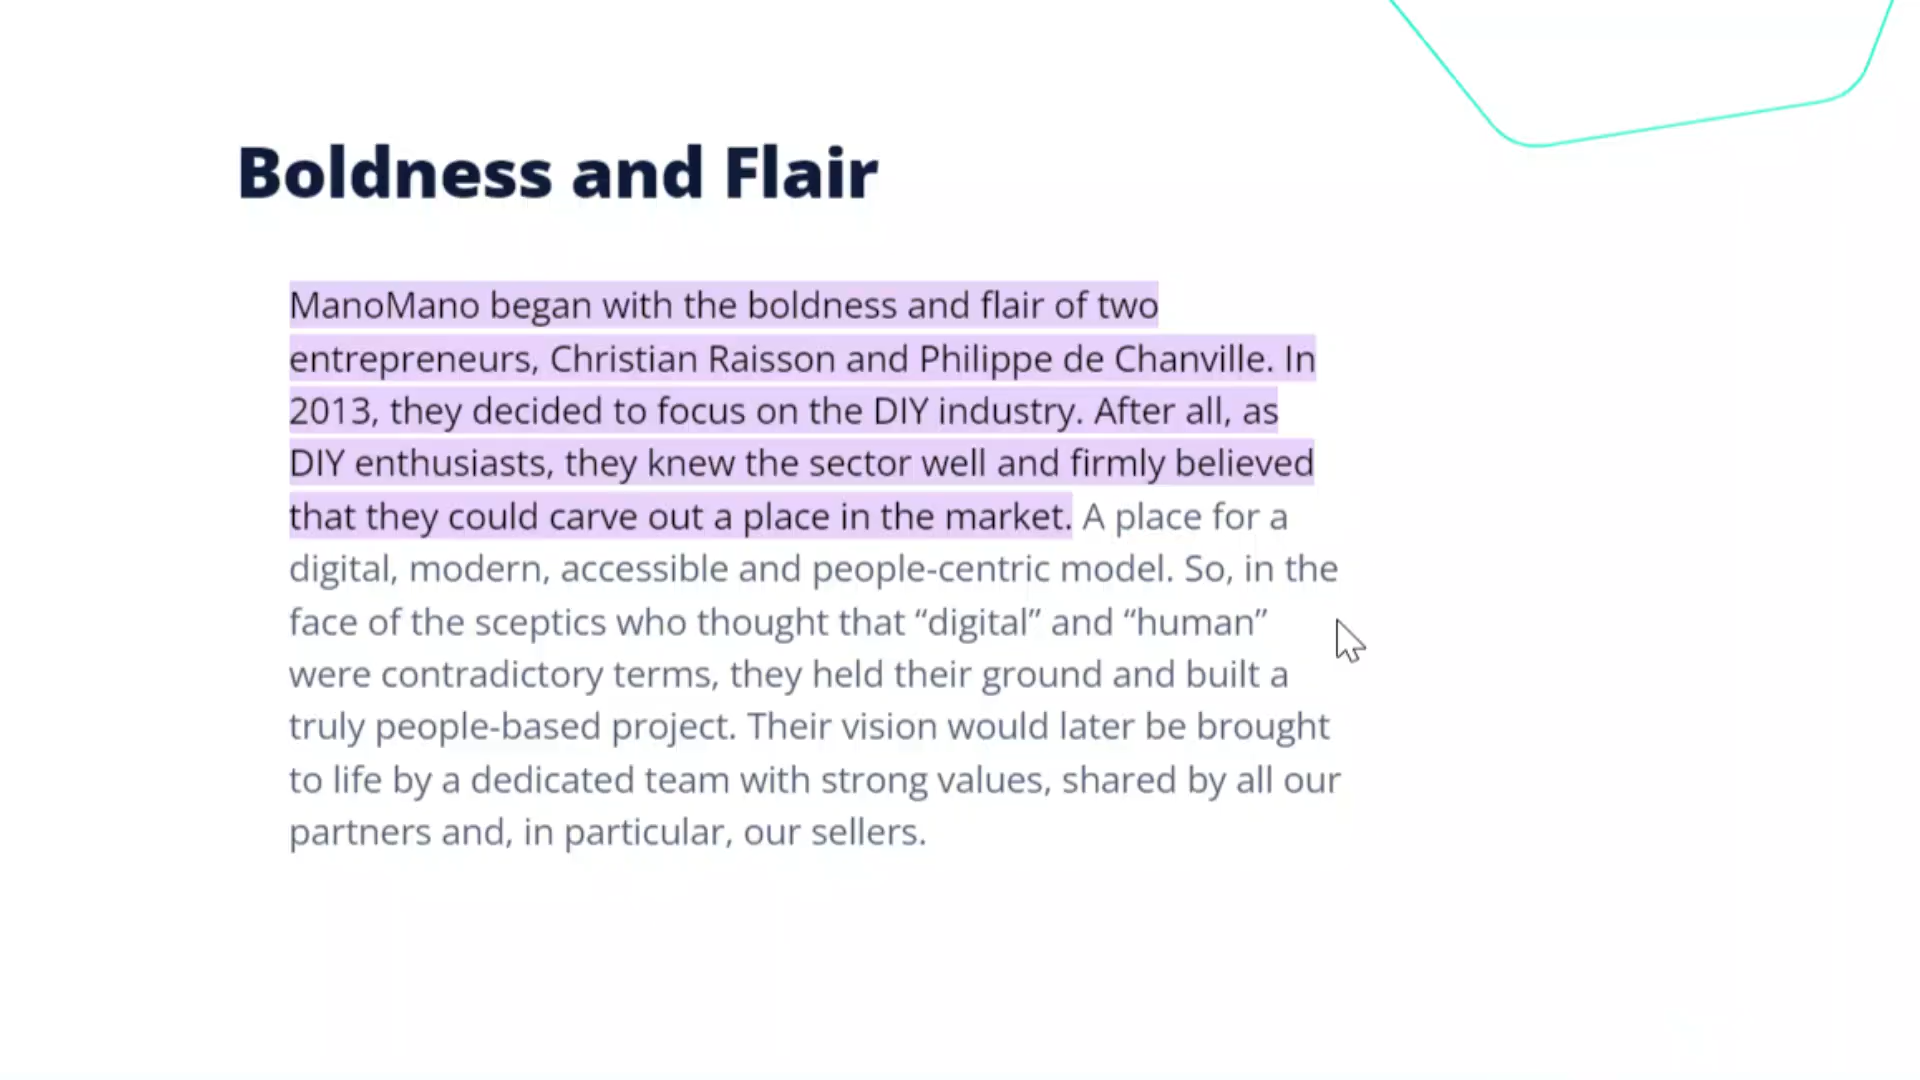 Boldness and Flair
ManoMano began with the boldness and flair of two
entrepreneurs, Christian Raisson and Philippe de Chanville. In
2013, they decided to focus on the DIY industry. After all, as
DIY enthusiasts, they knew the sector well and firmly believed
that they could carve out a place in the market. A place for a
digital, modern, accessible and people-centric model. So, in the
face of the sceptics who thought that “digital” and “human”
were contradictory terms, they held their ground and built a
truly people-based project. Their vision would later be brought
to life by a dedicated team with strong values, shared by all our
partners and, in particular, our sellers.